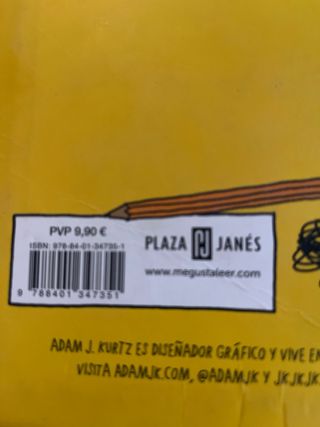 PVP 9,90 €
ISBN: 978-84-01-34735-1
9 788401 347351
PLAZA JANÉS
www.megustaleer.com
ADAM J. KURTZ ES DISEÑADOR GRÁFICO Y VIVE EN
VISITA ADAMJK.COM, @ADAMJK Y JKJKJK